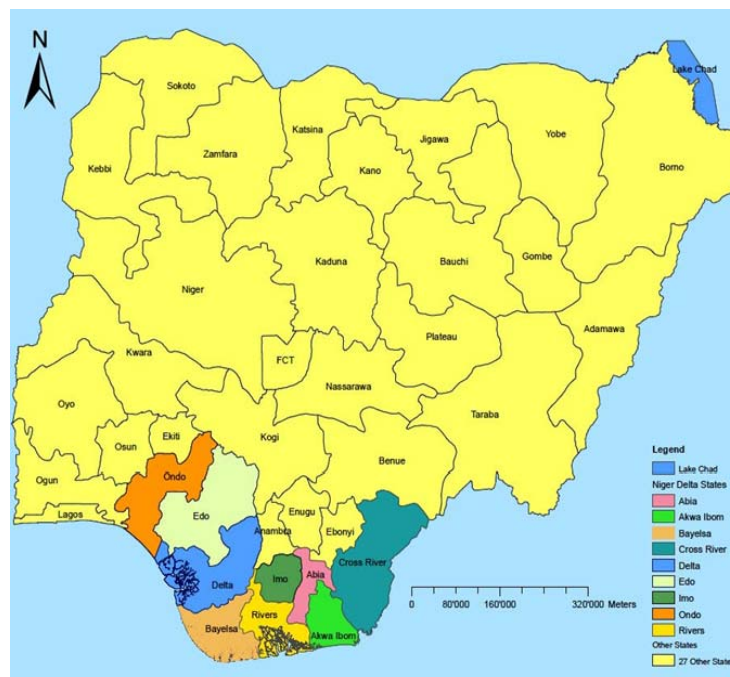 N
Lake Chad
Sokoto
Katsina
Jigawa
Yobe
Zamfara
Kebbi
Kano
Borno
Gombe
Kaduna
Bauchi
Niger
Adamawa
Plateau
Kwara
FCT
Nassarawa
Oyo
Taraba
Osun
Ekiti
Kogi
Benue
Ondo
Ogun
Lagos
Edo
Enugu
Anambra
Ebonyi
Cross River
Delta
Imo
Abia
Rivers
Bayelsa
Akwa Ibom
0 80'000 160'000 320'000 Meters
Legend
Lake Chad
Niger Delta States
Abia
Akwa Ibom
Bayelsa
Cross River
Delta
Edo
Imo
Ondo
Rivers
Other States
27 Other State